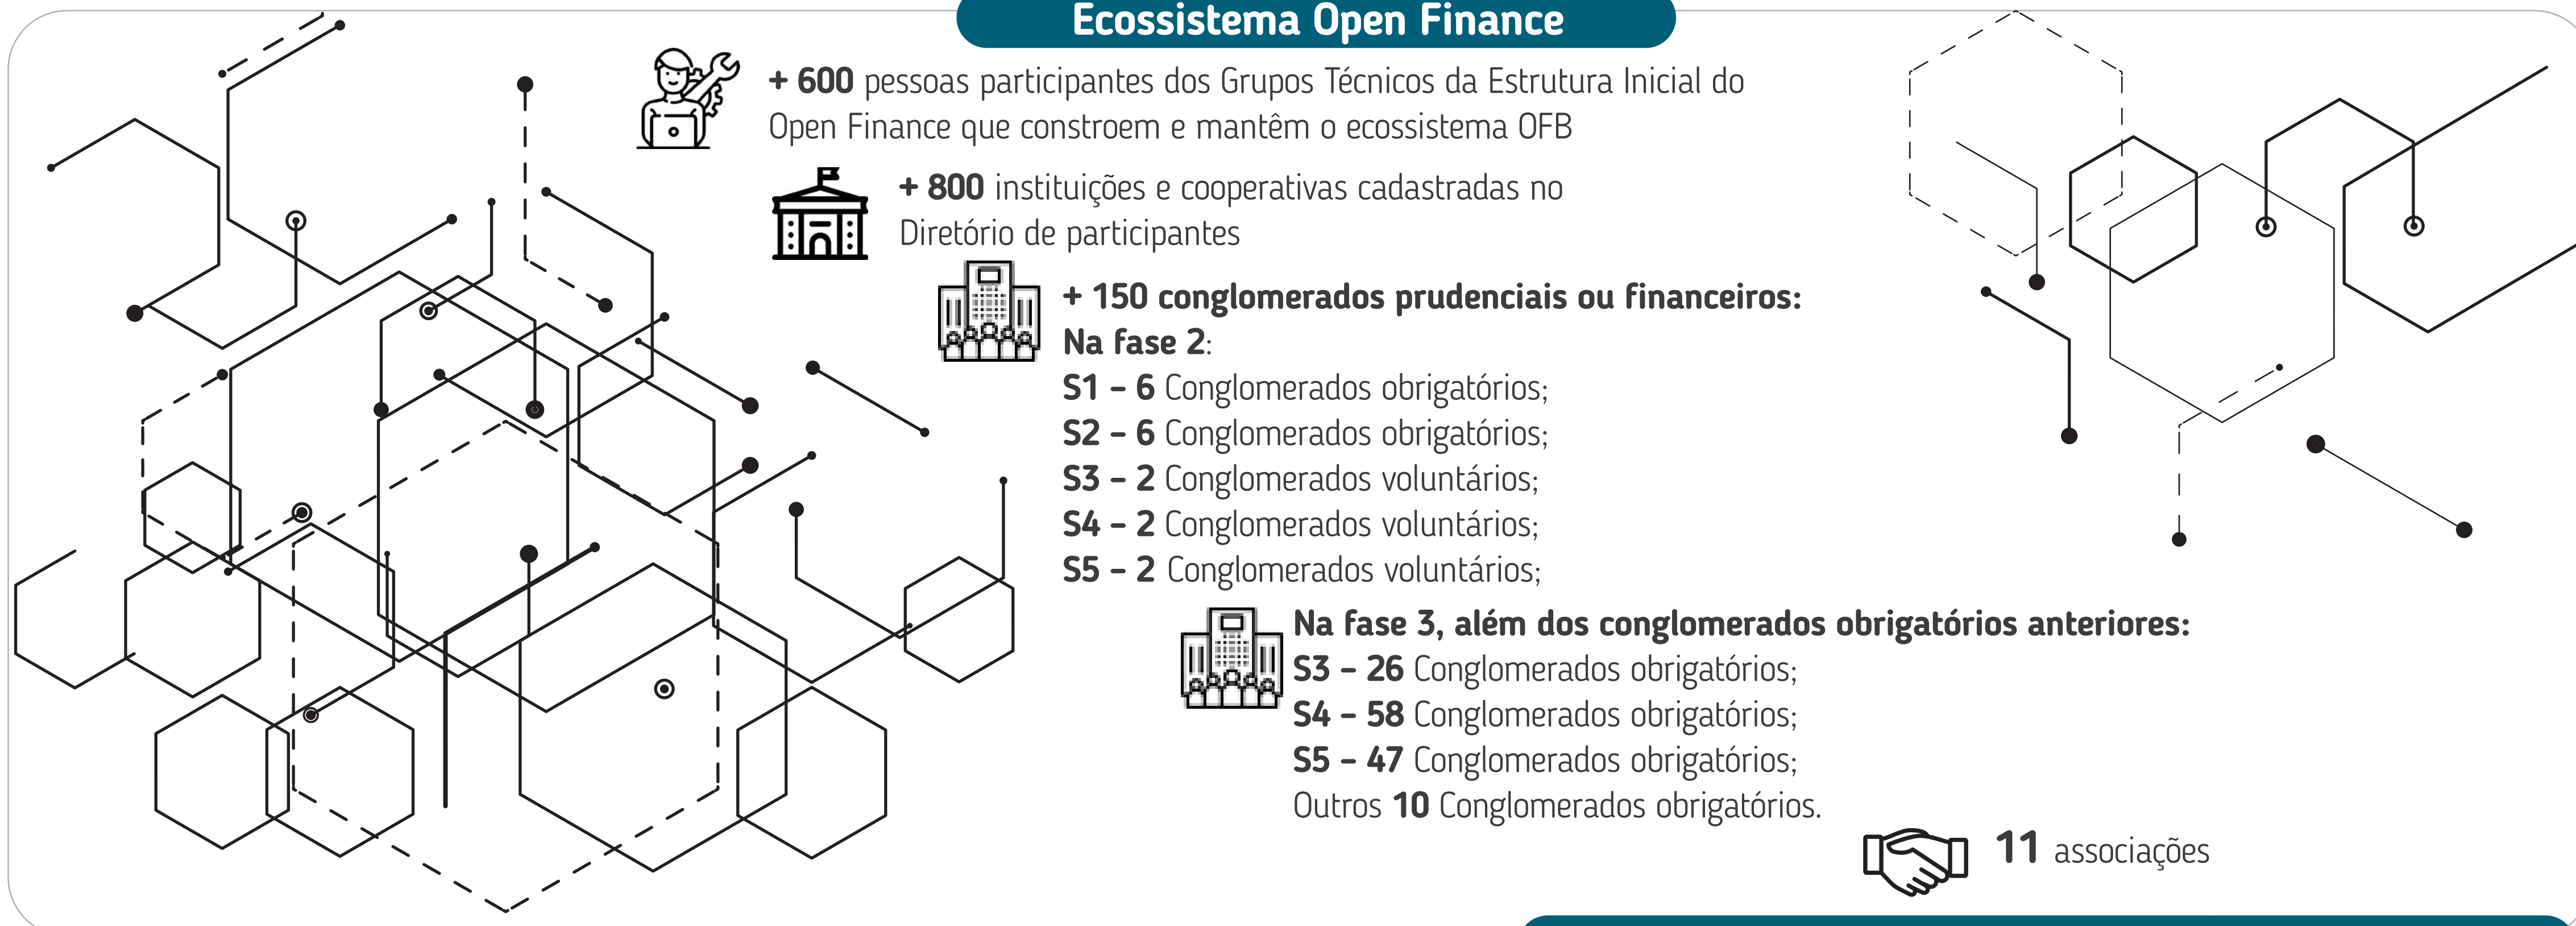 Ecossistema Open Finance
+ 600 pessoas participantes dos Grupos Técnicos da Estrutura Inicial do
Open Finance que constroem e mantêm o ecossistema OFB
+ 800 instituições e cooperativas cadastradas no
Diretório de participantes
+ 150 conglomerados prudenciais ou financeiros:
Na fase 2:
S1 – 6 Conglomerados obrigatórios;
S2 – 6 Conglomerados obrigatórios;
S3 – 2 Conglomerados voluntários;
S4 – 2 Conglomerados voluntários;
S5 – 2 Conglomerados voluntários;
Na fase 3, além dos conglomerados obrigatórios anteriores:
S3 – 26 Conglomerados obrigatórios;
S4 – 58 Conglomerados obrigatórios;
S5 – 47 Conglomerados obrigatórios;
Outros 10 Conglomerados obrigatórios.
11 associações